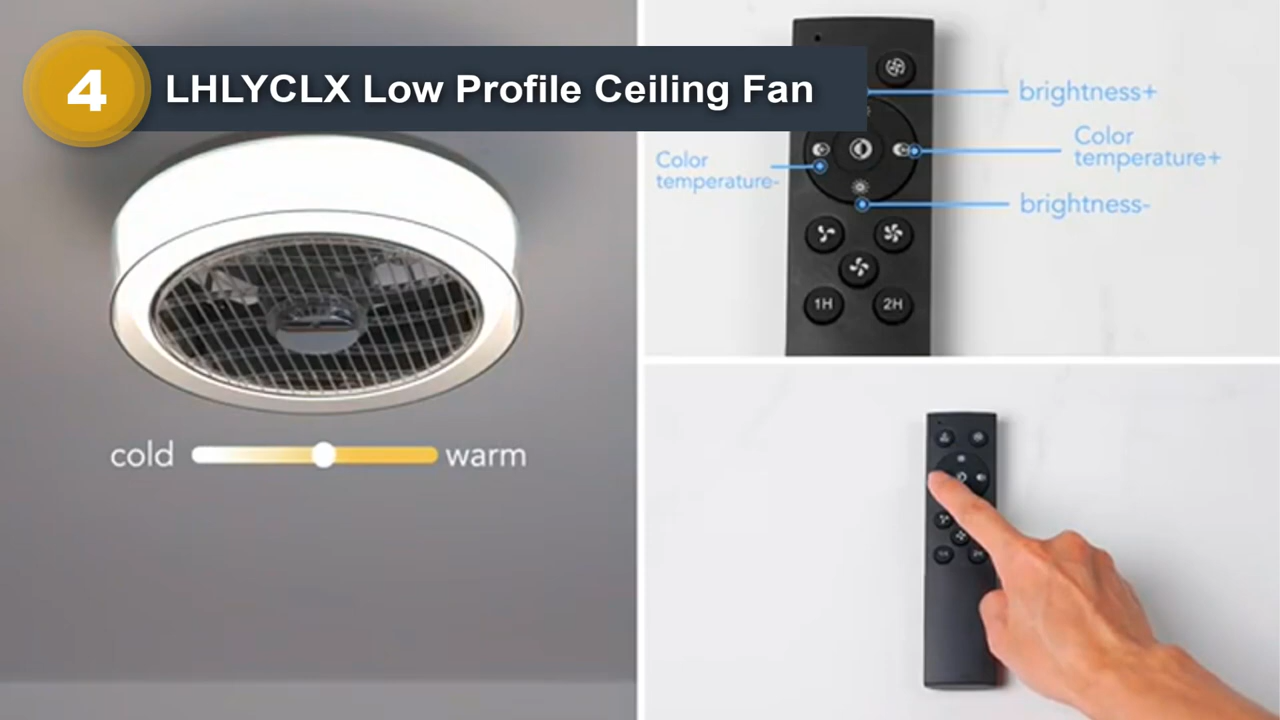 4
LHLYCLX Low Profile Ceiling Fan
brightness+
Color
temperature+
Color
temperature-
brightness-
1H
2H
cold
warm